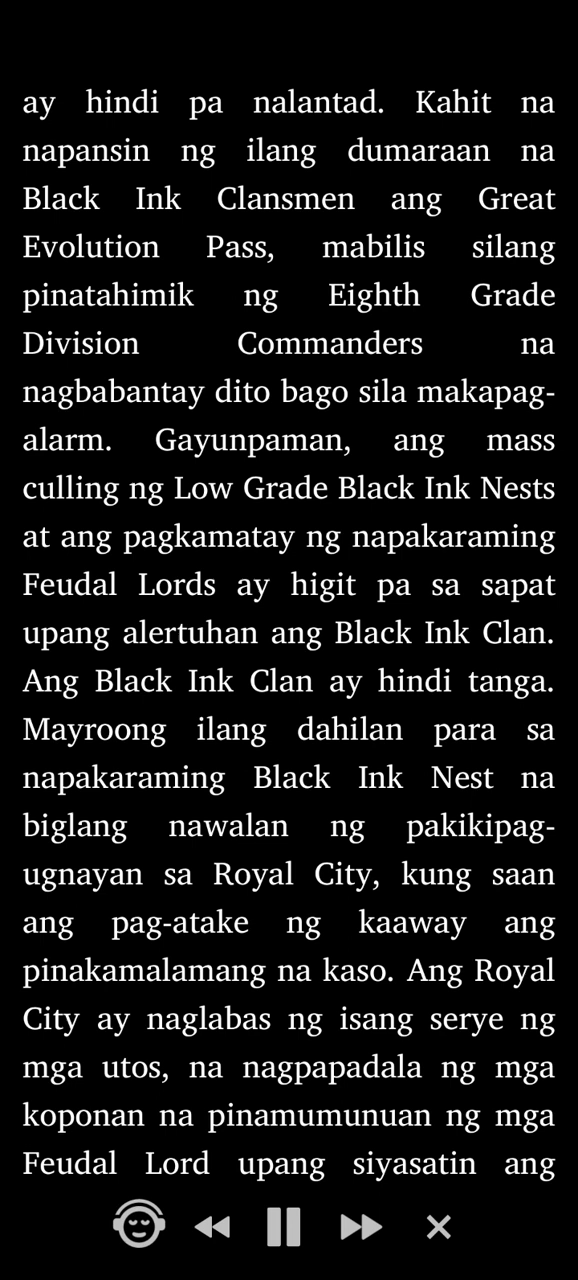 ay hindi pa nalantad. Kahit na
napansin ng ilang dumaraan na
Black Ink Clansmen ang Great
Evolution Pass, mabilis silang
pinatahimik ng Eighth Grade
Division Commanders na
nagbabantay dito bago sila makapag-
alarm. Gayunpaman, ang mass
culling ng Low Grade Black Ink Nests
at ang pagkamatay ng napakaraming
Feudal Lords ay higit pa sa sapat
upang alertuhan ang Black Ink Clan.
Ang Black Ink Clan ay hindi tanga.
Mayroong ilang dahilan para sa
napakaraming Black Ink Nest na
biglang nawalan ng pakikipag-
ugnayan sa Royal City, kung saan
ang pag-atake ng kaaway ang
pinakamalamang na kaso. Ang Royal
City ay naglabas ng isang serye ng
mga utos, na nagpapadala ng mga
koponan na pinamumunuan ng mga
Feudal Lord upang siyasatin ang